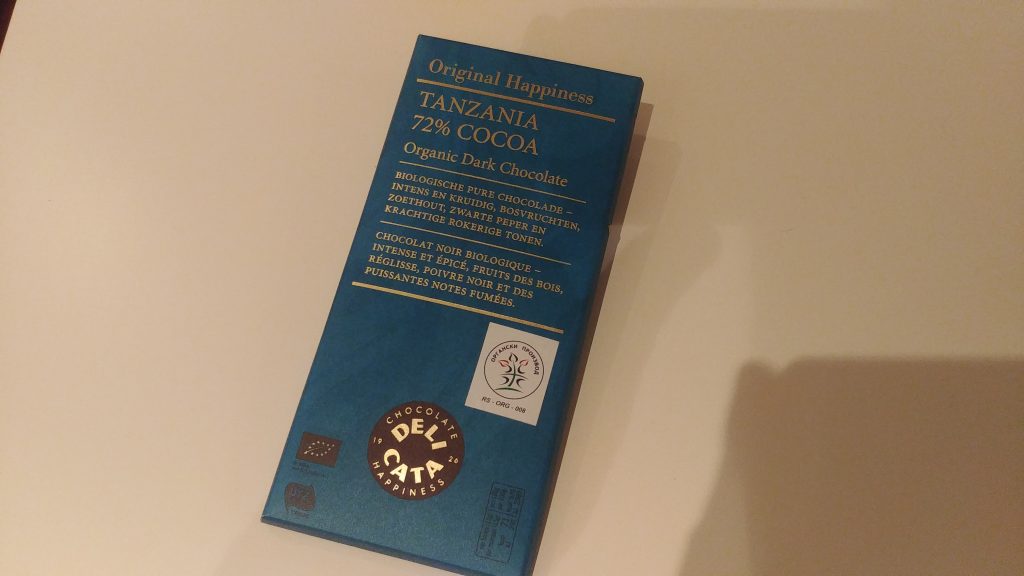 Original Happiness
TANZANIA
72% COCOA
Organic Dark Chocolate
BIOLOGISCHE PURE CHOCOLADE –
INTENS EN KRUIDIG, BOSVRUCHTEN,
ZOETHOUT, ZWARTE PEPER EN
KRACHTIGE ROKERIGE TONEN.
CHOCOLAT NOIR BIOLOGIQUE –
INTENSE ET ÉPICÉ, FRUITS DES BOIS,
RÉGLISSE, POIVRE NOIR ET DES
PUISSANTES NOTES FUMÉES.
ОРГАНСКИ ПРОИЗВОД
RS - ORG - 006
CHOCOLATE
19 26
DELI
CATA
HAPPINESS